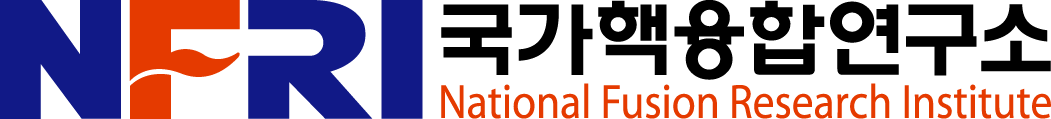 NFRI
국가핵융합연구소
National Fusion Research Institute